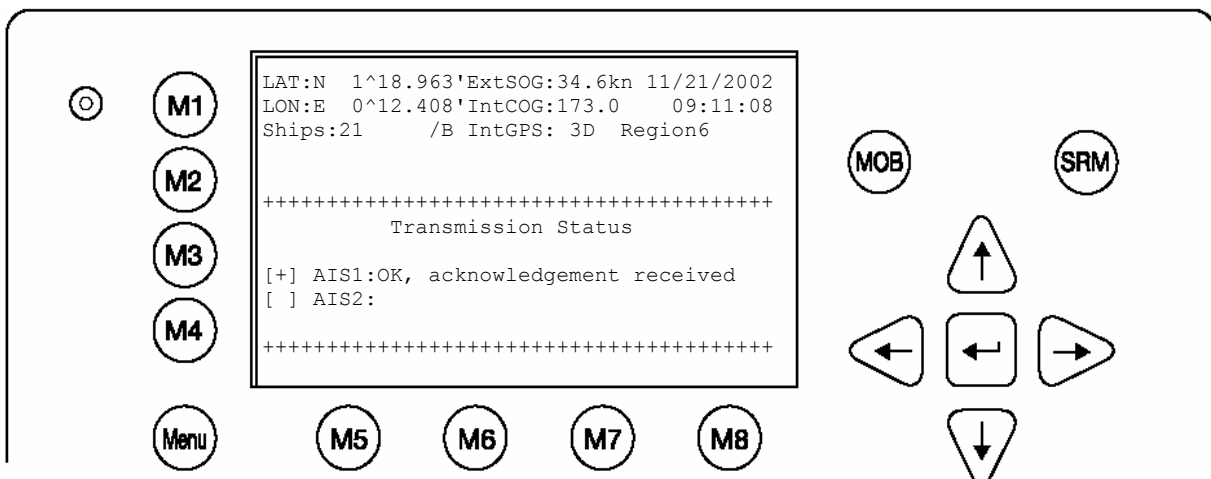 LAT:N  1^18.963'ExtSOG:34.6kn 11/21/2002
LON:E  0^12.408'IntCOG:173.0    09:11:08
Ships:21     /B IntGPS: 3D  Region6
++++++++++++++++++++++++++++++++++++++++
Transmission Status
[+] AIS1:OK, acknowledgement received
[ ] AIS2:
++++++++++++++++++++++++++++++++++++++++
M1
M2
M3
M4
MOB
SRM
Menu
M5
M6
M7
M8